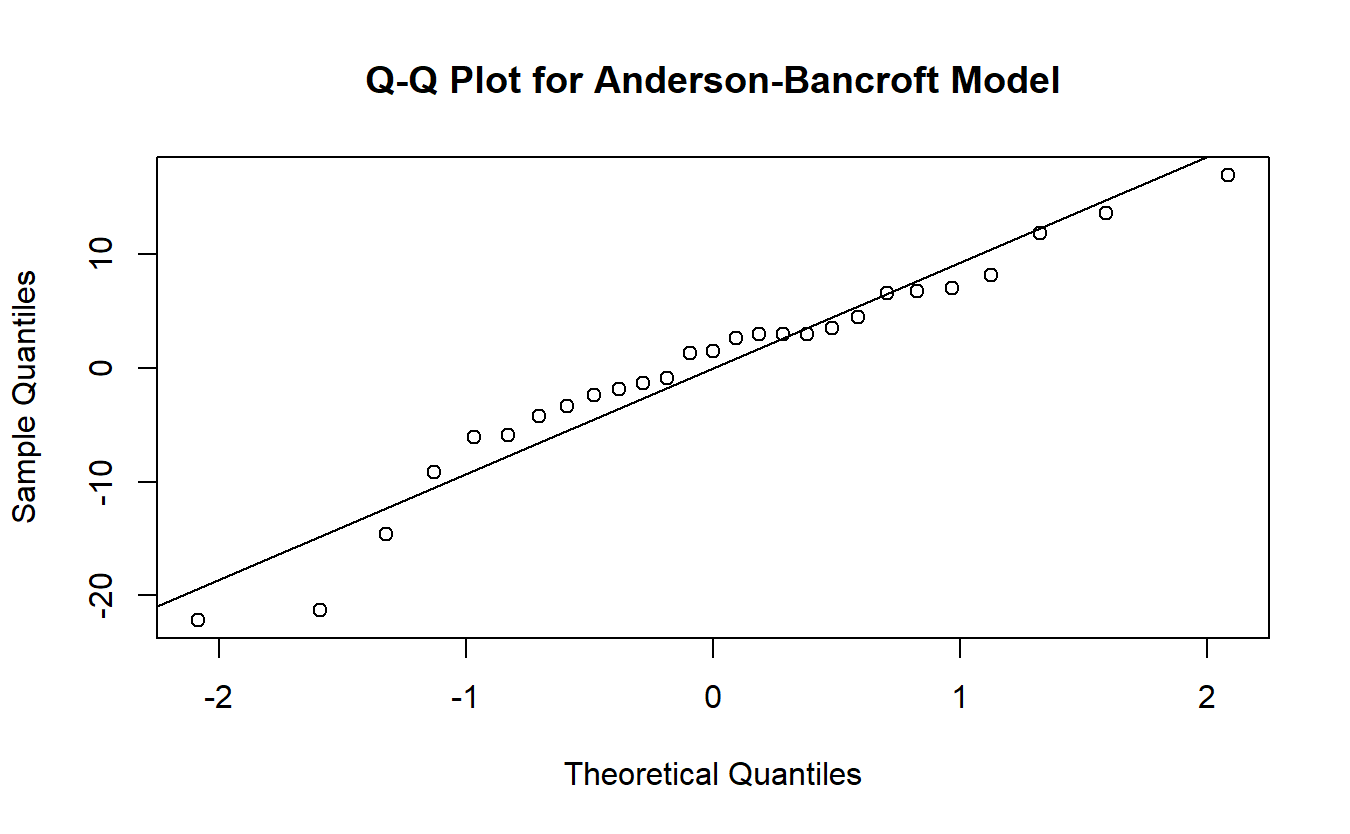 Q-Q Plot for Anderson-Bancroft Model
Sample Quantiles
10
0
-10
-20
-2 -1 0 1 2
Theoretical Quantiles